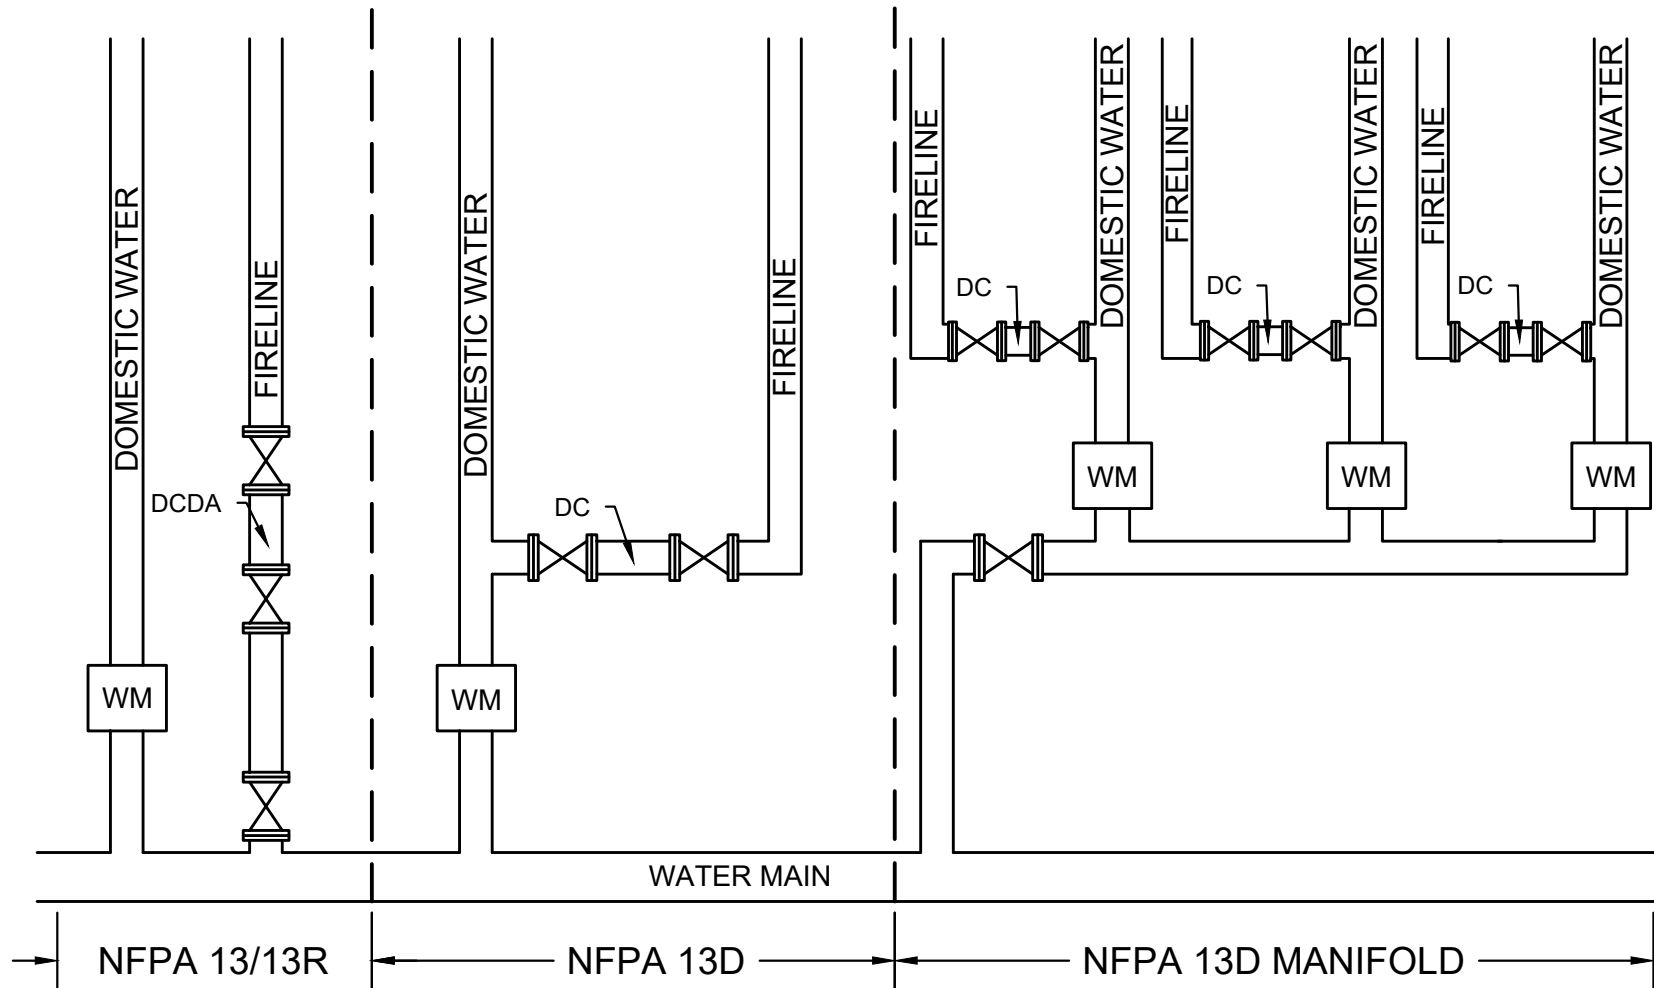 DOMESTIC WATER
FIRELINE
DCDA
WM
DOMESTIC WATER
FIRELINE
DC
WM
FIRELINE
DOMESTIC WATER
DC
WM
FIRELINE
DOMESTIC WATER
DC
WM
FIRELINE
DOMESTIC WATER
DC
WM
WATER MAIN
NFPA 13/13R
NFPA 13D
NFPA 13D MANIFOLD